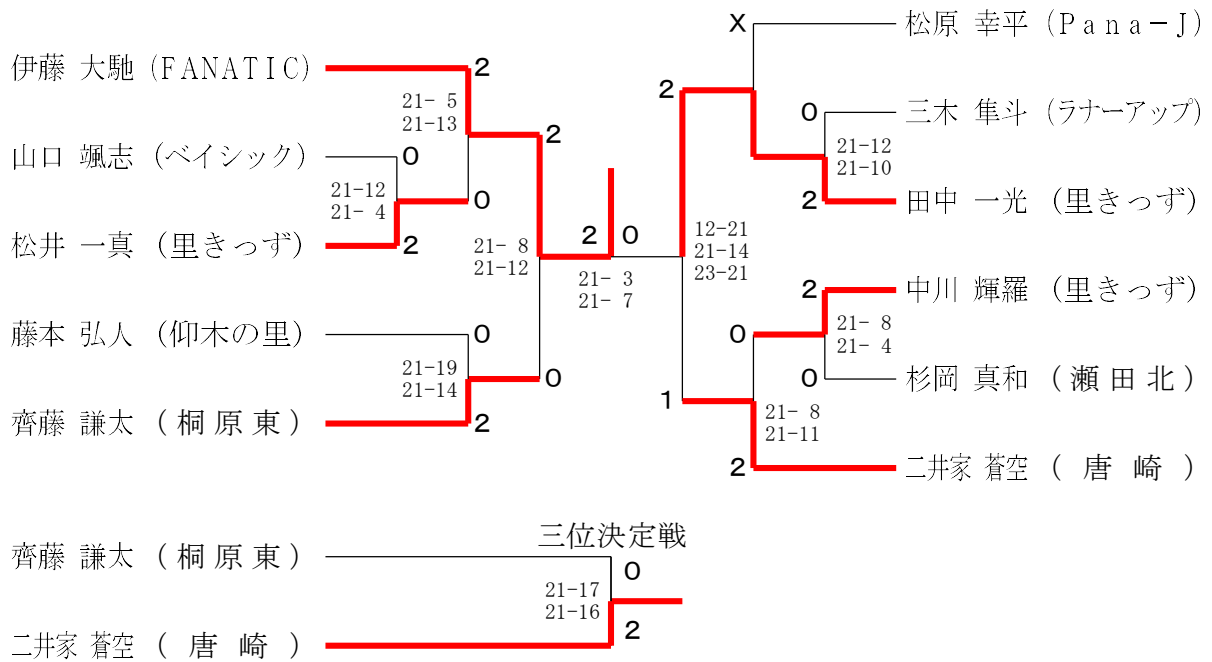 伊藤 大馳 (FANATIC)
2
21- 5
21-13
山口 颯志 (ベイシック)
0
21-12
21- 4
松井 一真 (里きっず)
2
0
2
21- 8
21-12
藤本 弘人 (仰木の里)
0
21-19
21-14
齊藤 謙太 (桐原東)
2
0
2 0
21- 3
21- 7
X
松原 幸平 (Pana-J)
2
0
三木 隼斗 (ラナーアップ)
21-12
21-10
2
田中 一光 (里きっず)
12-21
21-14
23-21
2
中川 輝羅 (里きっず)
0
21- 8
21- 4
0
杉岡 真和 (瀬田北)
1
21- 8
21-11
2
二井家 蒼空 (唐崎)
三位決定戦
齊藤 謙太 (桐原東)
0
21-17
21-16
2
二井家 蒼空 (唐崎)